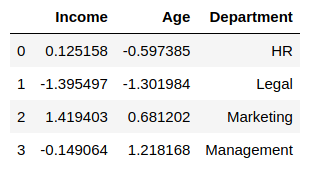 Income Age Department
0 0.125158 -0.597385 HR
1 -1.395497 -1.301984 Legal
2 1.419403 0.681202 Marketing
3 -0.149064 1.218168 Management